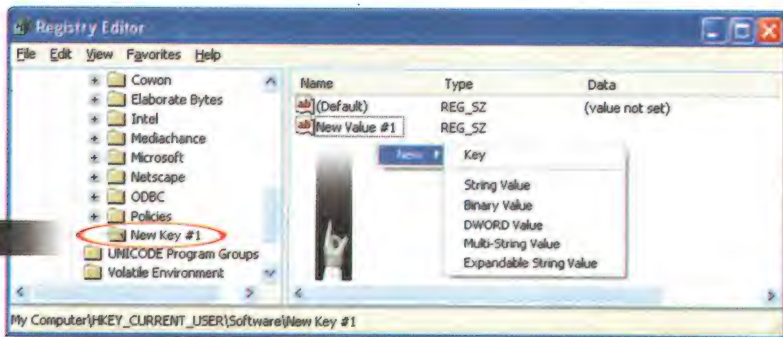 Registry Editor
File Edit View Favorites Help
Cowon
Elaborate Bytes
Intel
Mediachance
Microsoft
Netscape
ODBC
Policies
New Key #1
UNICODE Program Groups
Volatile Environment
Name Type Data
ab (Default) REG_SZ (value not set)
ab New Value #1 REG_SZ
New
Key
String Value
Binary Value
DWORD Value
Multi-String Value
Expandable String Value
My Computer\HKEY_CURRENT_USER\Software\New Key #1